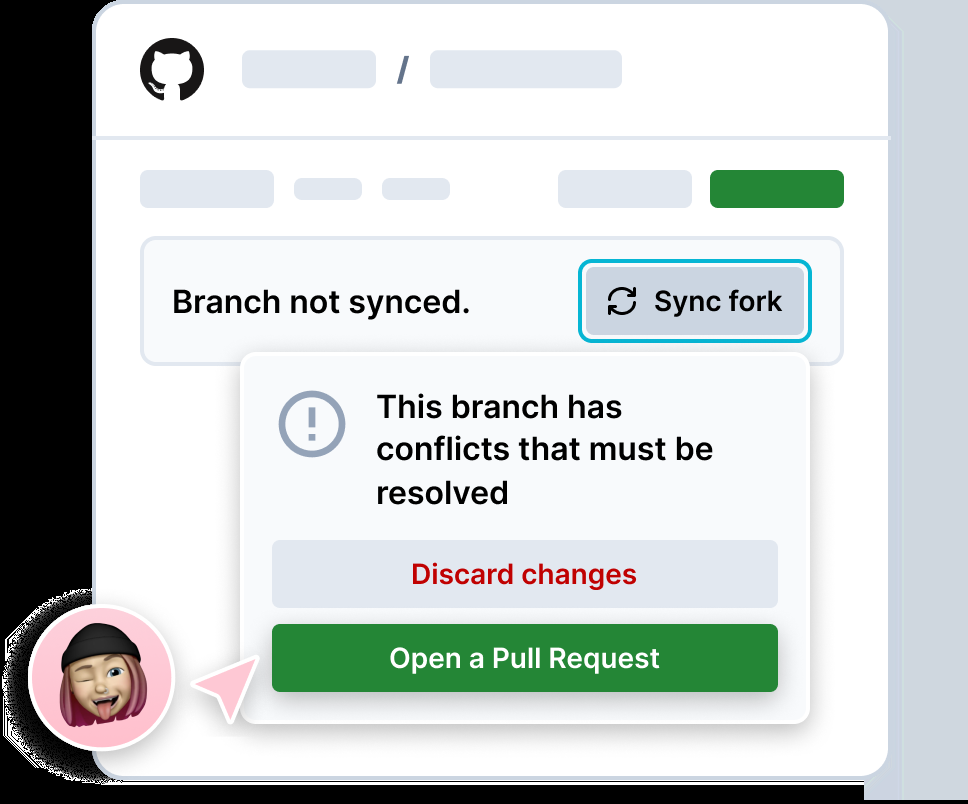 /
Branch not synced.
Sync fork
This branch has
conflicts that must be
resolved
Discard changes
Open a Pull Request